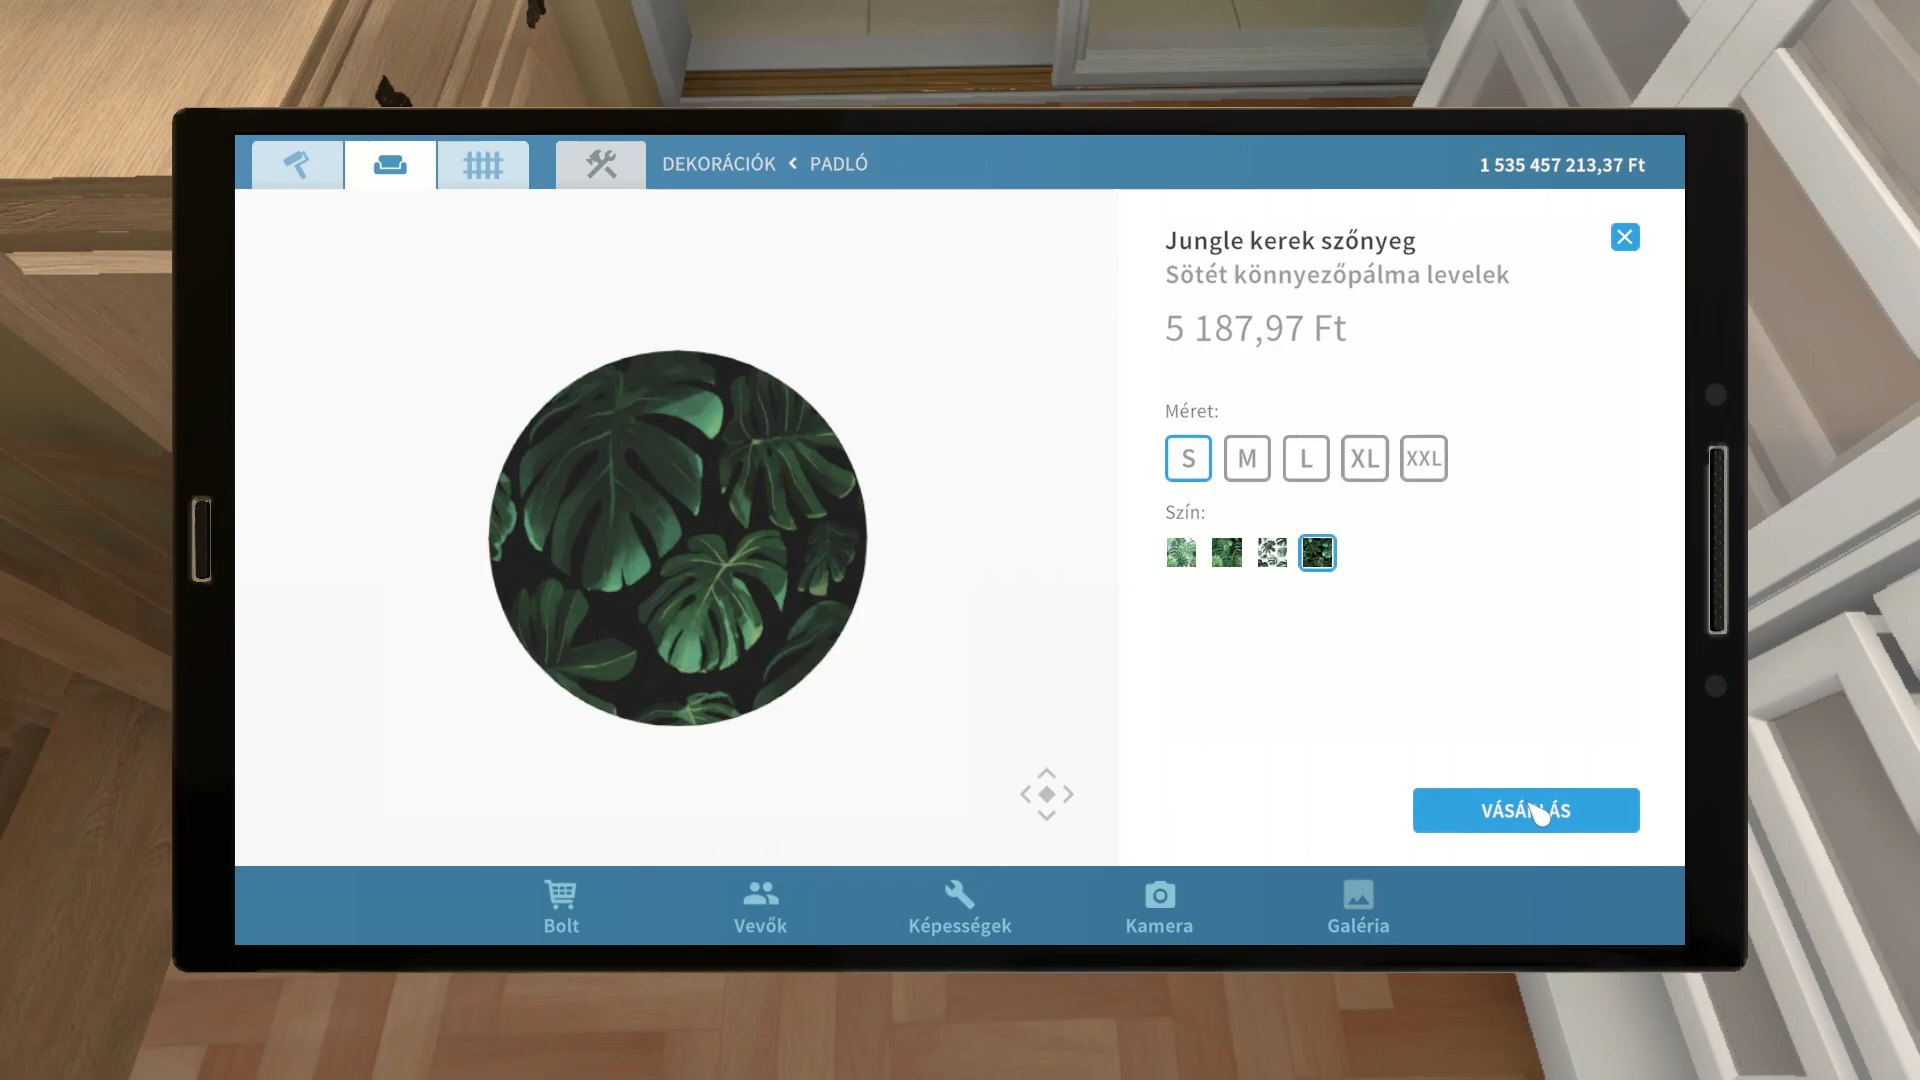 DEKORÁCIÓK < PADLÓ
1 535 457 213,37 Ft
Jungle kerek szőnyeg
Sötét könnyezőpálma levelek
5 187,97 Ft
Méret:
S M L XL XXL
Szín:
Bolt Vevők Képességek Kamera Galéria